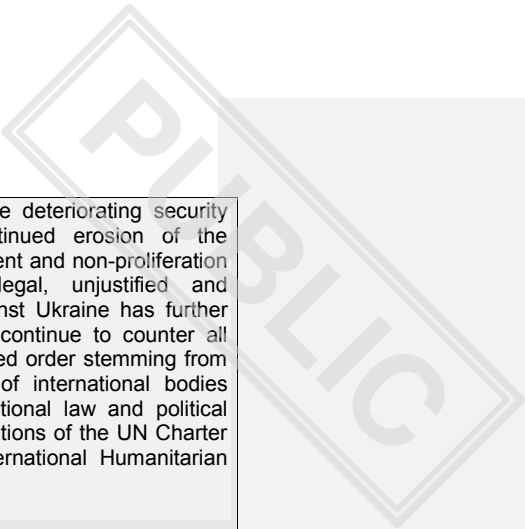 e deteriorating security
tinued erosion of the
ent and non-proliferation
legal, unjustified and
nst Ukraine has further
continue to counter all
ed order stemming from
of international bodies
tional law and political
tions of the UN Charter
ernational Humanitarian
PUBLIC